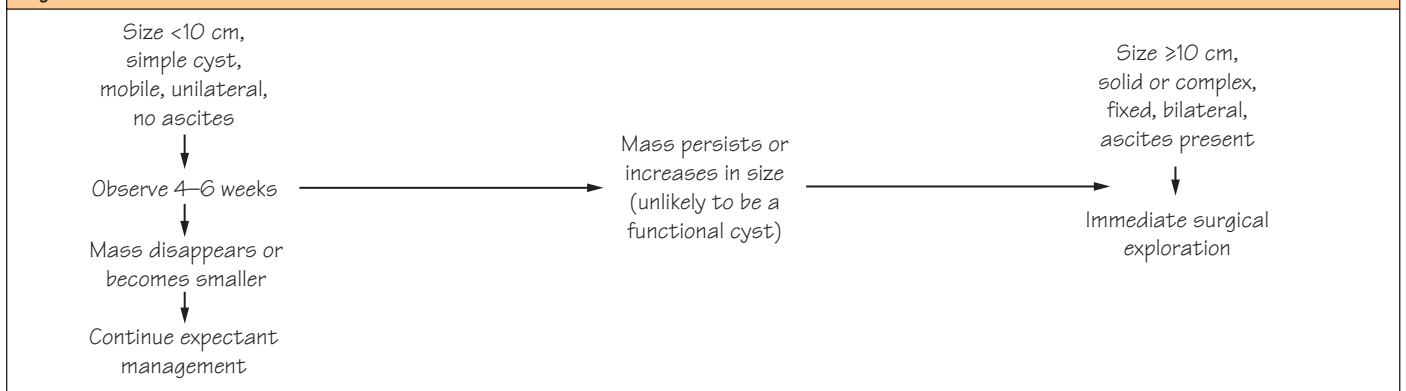 Size <10 cm,
simple cyst,
mobile, unilateral,
no ascites
Observe 4–6 weeks
Mass disappears or
becomes smaller
Continue expectant
management
Mass persists or
increases in size
(unlikely to be a
functional cyst)
Size ⩾10 cm,
solid or complex,
fixed, bilateral,
ascites present
Immediate surgical
exploration